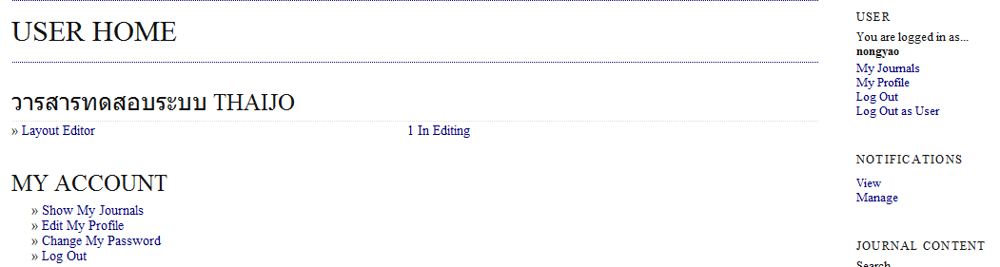 USER HOME
วารสารทดสอบระบบ THAIJO
» Layout Editor
1 In Editing
MY ACCOUNT
» Show My Journals
» Edit My Profile
» Change My Password
» Log Out
USER
You are logged in as...
nongyao
My Journals
My Profile
Log Out
Log Out as User
NOTIFICATIONS
View
Manage
JOURNAL CONTENT
Search